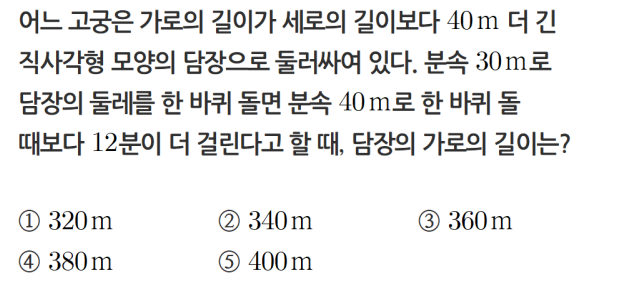 어느 고궁은 가로의 길이가 세로의 길이보다 40 m 더 긴
직사각형 모양의 담장으로 둘러싸여 있다. 분속 30 m로
담장의 둘레를 한 바퀴 돌면 분속 40 m로 한 바퀴 돌
때보다 12분이 더 걸린다고 할 때, 담장의 가로의 길이는?
① 320 m ② 340 m ③ 360 m
④ 380 m ⑤ 400 m